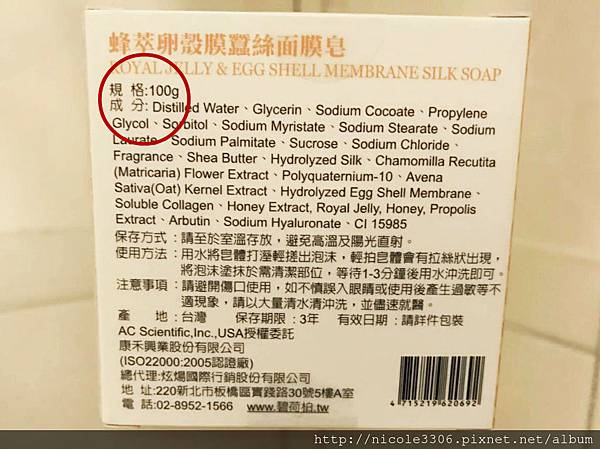 蜂萃卵殼膜蠶絲面膜皂
ROYAL JELLY & EGG SHELL MEMBRANE SILK SOAP
規 格:100g
成 分: Distilled Water、Glycerin、Sodium Cocoate、Propylene
Glycol、Sorbitol、Sodium Myristate、Sodium Stearate、Sodium
Laurate、Sodium Palmitate、Sucrose、Sodium Chloride、
Fragrance、Shea Butter、Hydrolyzed Silk、Chamomilla Recutita
(Matricaria) Flower Extract、Polyquaternium-10、Avena
Sativa(Oat) Kernel Extract、Hydrolyzed Egg Shell Membrane、
Soluble Collagen、Honey Extract, Royal Jelly, Honey, Propolis
Extract、Arbutin、Sodium Hyaluronate、CI 15985
保存方式：請至於室溫存放，避免高溫及陽光直射。
使用方法：用水將皂體打溼輕搓出泡沫，輕拍皂體會有拉絲狀出現，
將泡沫塗抹於需清潔部位，等待1-3分鐘後用水沖洗即可。
注意事項：請避開傷口使用，如不慎誤入眼睛或使用後產生過敏等不
適現象，請以大量清水清沖洗，並儘速就醫。
產 地：台灣 保存期限：3年 有效日期：請詳件包裝
AC Scientific,Inc.,USA授權委託
康禾興業股份有限公司
(ISO22000:2005認證廠)
總代理:炫煬國際行銷股份有限公司
地 址:220新北市板橋區實踐路30號5樓A室
電 話:02-8952-1566 www.碧荷柏.tw
4 715219 620692
http://nicole3306.pixnet.net/album